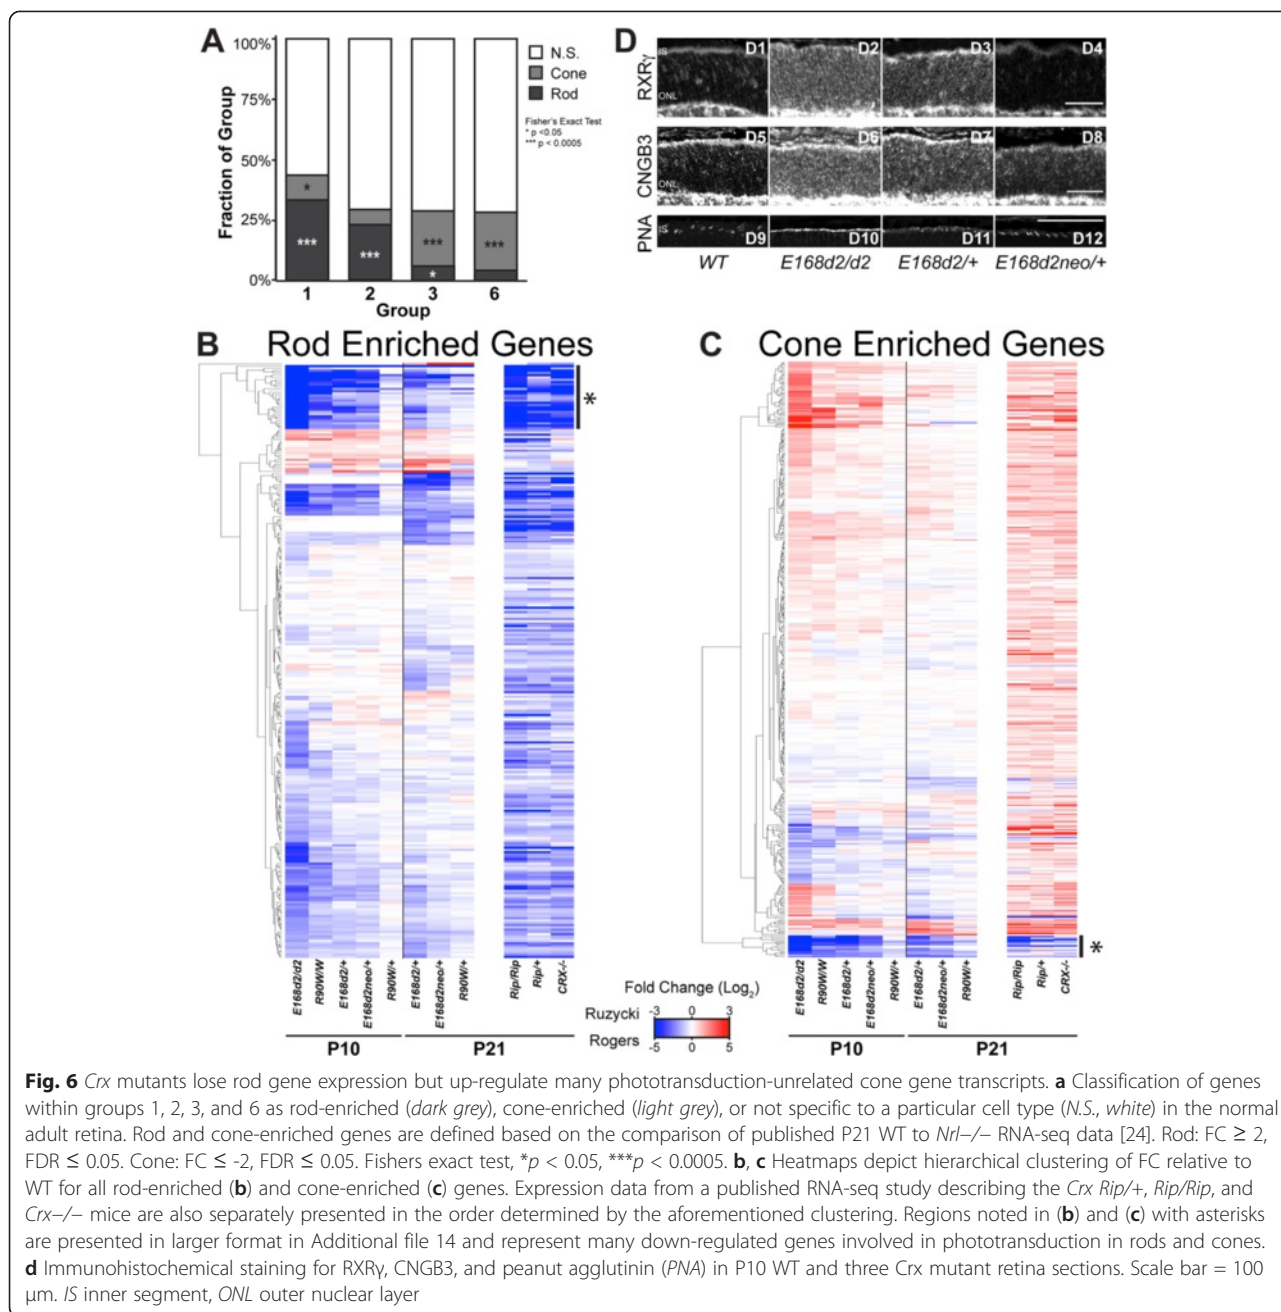 A
100%
75%
50%
25%
0%
Fraction of Group
N.S.
Cone
Rod
Fisher's Exact Test
* p <0.05
*** p < 0.0005
*
***
***
***
*
***
1 2 3 6
Group
D
RXRγ
IS
ONL
D1 D2 D3 D4
CNGB3
ONL
D5 D6 D7 D8
PNA
IS
D9 D10 D11 D12
WT E168d2/d2 E168d2/+ E168d2neo/+
B Rod Enriched Genes
*
E168d2/d2
R90W/W
E168d2/+
E168d2neo/+
R90W/+
E168d2/+
E168d2neo/+
R90W/+
Rip/Rip
Rip/+
CRX-/-
P10 P21
C Cone Enriched Genes
*
E168d2/d2
R90W/W
E168d2/+
E168d2neo/+
R90W/+
E168d2/+
E168d2neo/+
R90W/+
Rip/Rip
Rip/+
CRX-/-
P10 P21
Fold Change (Log2)
Ruzycki -3 0 3
Rogers -5 0 5
Fig. 6 Crx mutants lose rod gene expression but up-regulate many phototransduction-unrelated cone gene transcripts. a Classification of genes
within groups 1, 2, 3, and 6 as rod-enriched (dark grey), cone-enriched (light grey), or not specific to a particular cell type (N.S., white) in the normal
adult retina. Rod and cone-enriched genes are defined based on the comparison of published P21 WT to Nrl−/− RNA-seq data [24]. Rod: FC ≥ 2,
FDR ≤ 0.05. Cone: FC ≤ -2, FDR ≤ 0.05. Fishers exact test, *p < 0.05, ***p < 0.0005. b, c Heatmaps depict hierarchical clustering of FC relative to
WT for all rod-enriched (b) and cone-enriched (c) genes. Expression data from a published RNA-seq study describing the Crx Rip/+, Rip/Rip, and
Crx−/− mice are also separately presented in the order determined by the aforementioned clustering. Regions noted in (b) and (c) with asterisks
are presented in larger format in Additional file 14 and represent many down-regulated genes involved in phototransduction in rods and cones.
d Immunohistochemical staining for RXRγ, CNGB3, and peanut agglutinin (PNA) in P10 WT and three Crx mutant retina sections. Scale bar = 100
μm. IS inner segment, ONL outer nuclear layer